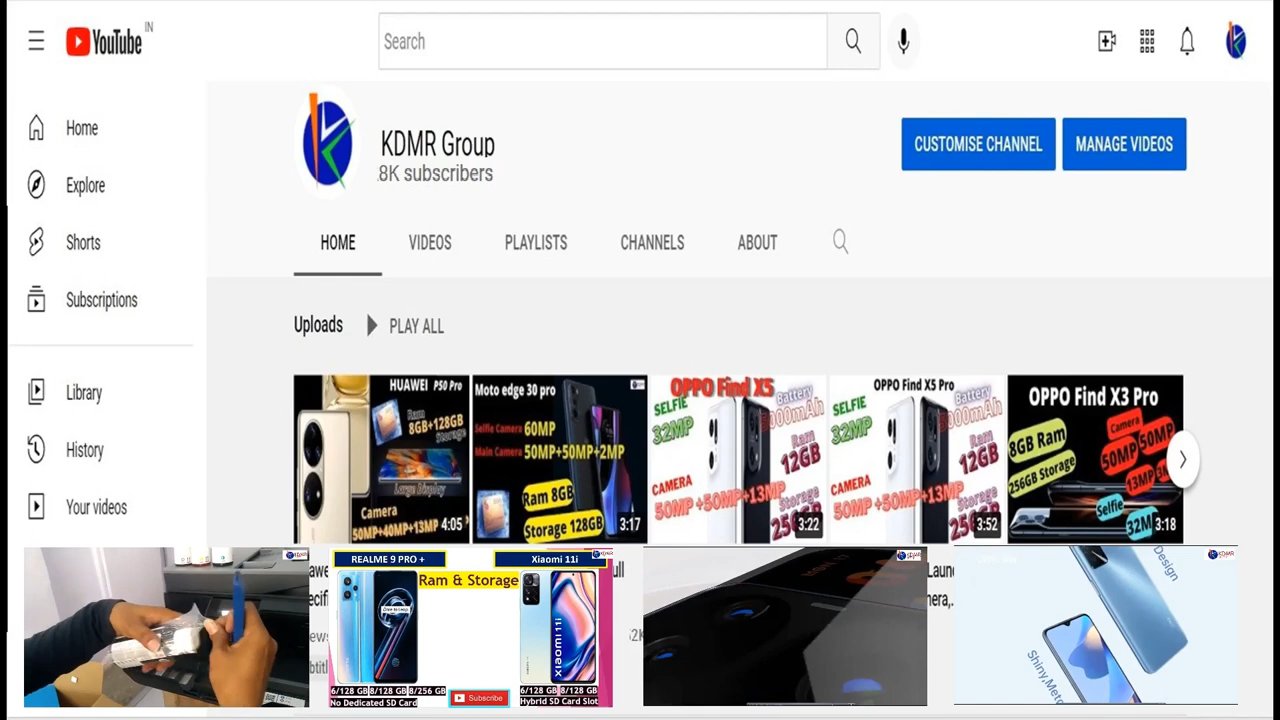 YouTube IN
Search
Home
Explore
Shorts
Subscriptions
Library
History
Your videos
KDMR Group
8K subscribers
CUSTOMISE CHANNEL
MANAGE VIDEOS
HOME VIDEOS PLAYLISTS CHANNELS ABOUT
Uploads PLAY ALL
HUAWEI P50 Pro
Ram
8GB+128GB
Storage
Large Display
Camera
50MP+40MP+13MP
4:05
Moto edge 30 pro
Selfie Camera 60MP
Main Camera 50MP+50MP+2MP
Ram 8GB
Storage 128GB
3:17
OPPO Find X5
SELFIE
32MP
Battery
Ram
12GB
CAMERA
50MP+50MP+13MP
3:22
OPPO Find X5 Pro
SELFIE
32MP
Battery
Ram
12GB
CAMERA
50MP+50MP+13MP
3:52
OPPO Find X3 Pro
8GB Ram
256GB Storage
Camera
50MP 50MP
Selfie
3:18
REALME 9 PRO +
Xiaomi 11i
Ram & Storage
xiaomi 11i
6/128 GB 8/128 GB 8/256 GB
No Dedicated SD Card
Subscribe
6/128 GB 8/128 GB
Hybrid SD Card Slot
KDMR
Design